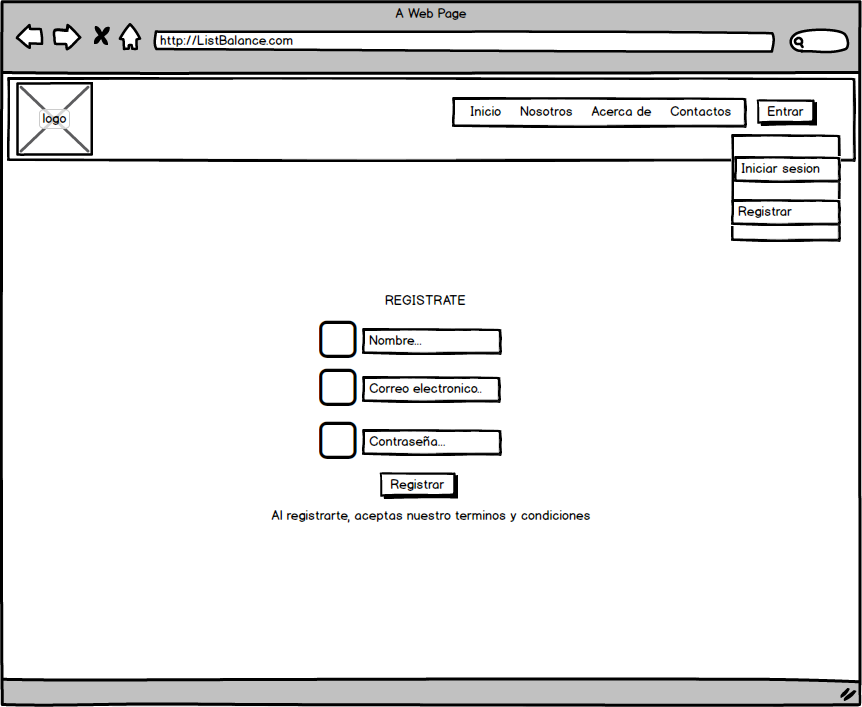 A Web Page
http://ListBalance.com
logo
Inicio Nosotros Acerca de Contactos Entrar
Iniciar sesion
Registrar
REGISTRATE
Nombre...
Correo electronico..
Contraseña...
Registrar
Al registrarte, aceptas nuestro terminos y condiciones